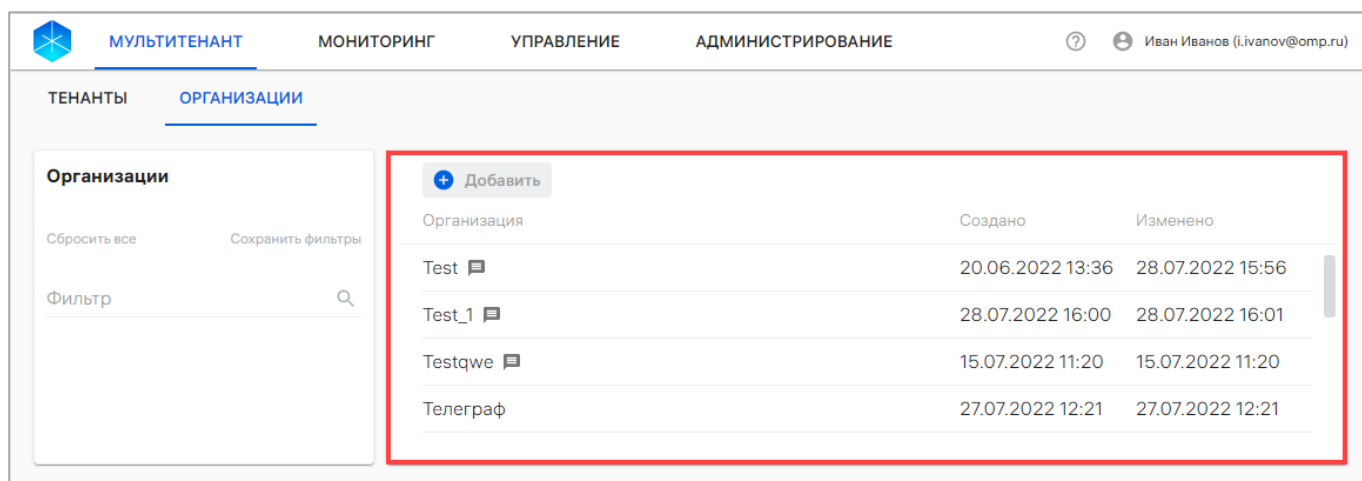 МУЛЬТИТЕНАНТ МОНИТОРИНГ УПРАВЛЕНИЕ АДМИНИСТРИРОВАНИЕ Иван Иванов (i.ivanov@omp.ru)
ТЕНАНТЫ ОРГАНИЗАЦИИ
Организации
Сбросить все Сохранить фильтры
Фильтр
Добавить
Организация Создано Изменено
Test 20.06.2022 13:36 28.07.2022 15:56
Test_1 28.07.2022 16:00 28.07.2022 16:01
Testqwe 15.07.2022 11:20 15.07.2022 11:20
Телеграф 27.07.2022 12:21 27.07.2022 12:21